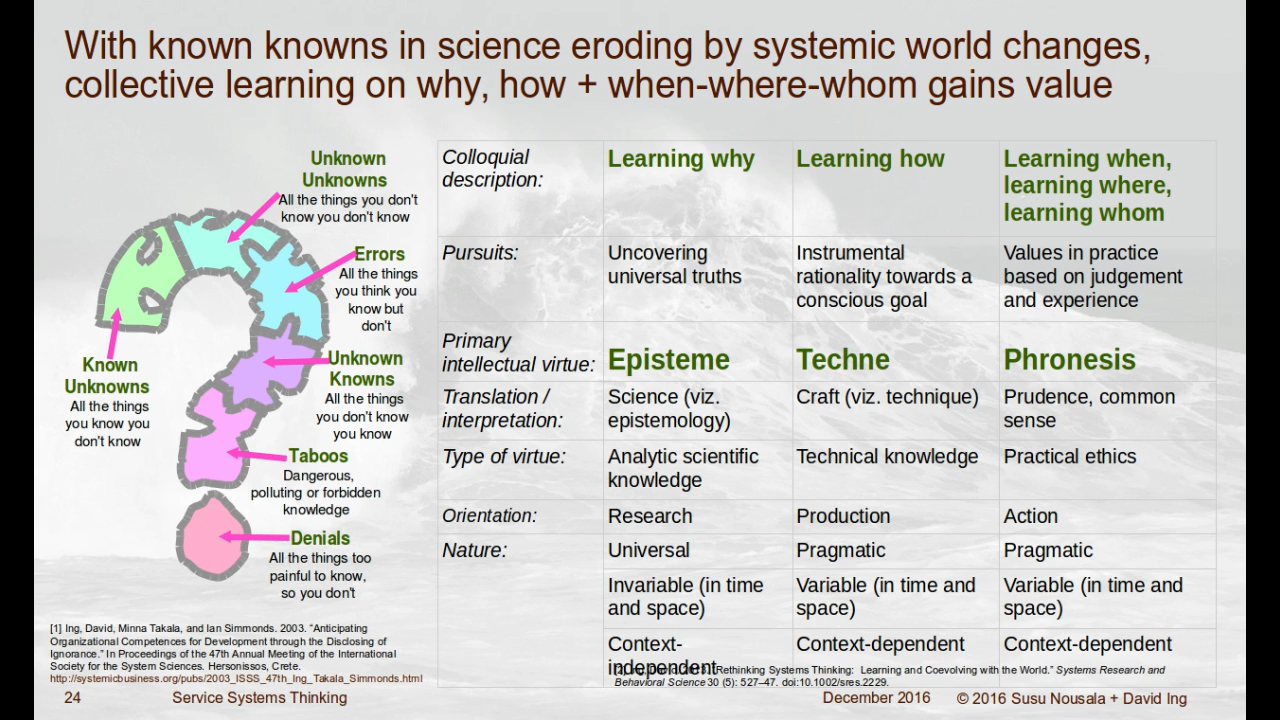 With known knowns in science eroding by systemic world changes,
collective learning on why, how + when-where-whom gains value
Unknown
Unknowns
All the things you don't
know you don't know
Errors
All the things
you think you
know but
don't
Known
Unknowns
All the things
you know you
don't know
Unknown
Knowns
All the things
you don't know
you know
Taboos
Dangerous,
polluting or forbidden
knowledge
Denials
All the things too
painful to know,
so you don't
Colloquial
description:
Learning why
Learning how
Learning when,
learning where,
learning whom
Pursuits:
Uncovering
universal truths
Instrumental
rationality towards a
conscious goal
Values in practice
based on judgement
and experience
Primary
intellectual virtue:
Episteme
Techne
Phronesis
Translation /
interpretation:
Science (viz.
epistemology)
Craft (viz. technique)
Prudence, common
sense
Type of virtue:
Analytic scientific
knowledge
Technical knowledge
Practical ethics
Orientation:
Research
Production
Action
Nature:
Universal
Pragmatic
Pragmatic
Invariable (in time
and space)
Variable (in time and
space)
Variable (in time and
space)
Context-
independent
Context-dependent
Context-dependent
[1] Ing, David, Minna Takala, and Ian Simmonds. 2003. "Anticipating
Organizational Competences for Development through the Disclosing of
Ignorance." In Proceedings of the 47th Annual Meeting of the International
Society for the System Sciences. Hersonissos, Crete.
http://systemicbusiness.org/pubs/2003_ISSS_47th_Ing_Takala_Simmonds.html
"Rethinking Systems Thinking: Learning and Coevolving with the World." Systems Research and
Behavioral Science 30 (5): 527–47. doi:10.1002/sres.2229.
24
Service Systems Thinking
December 2016
© 2016 Susu Nousala + David Ing